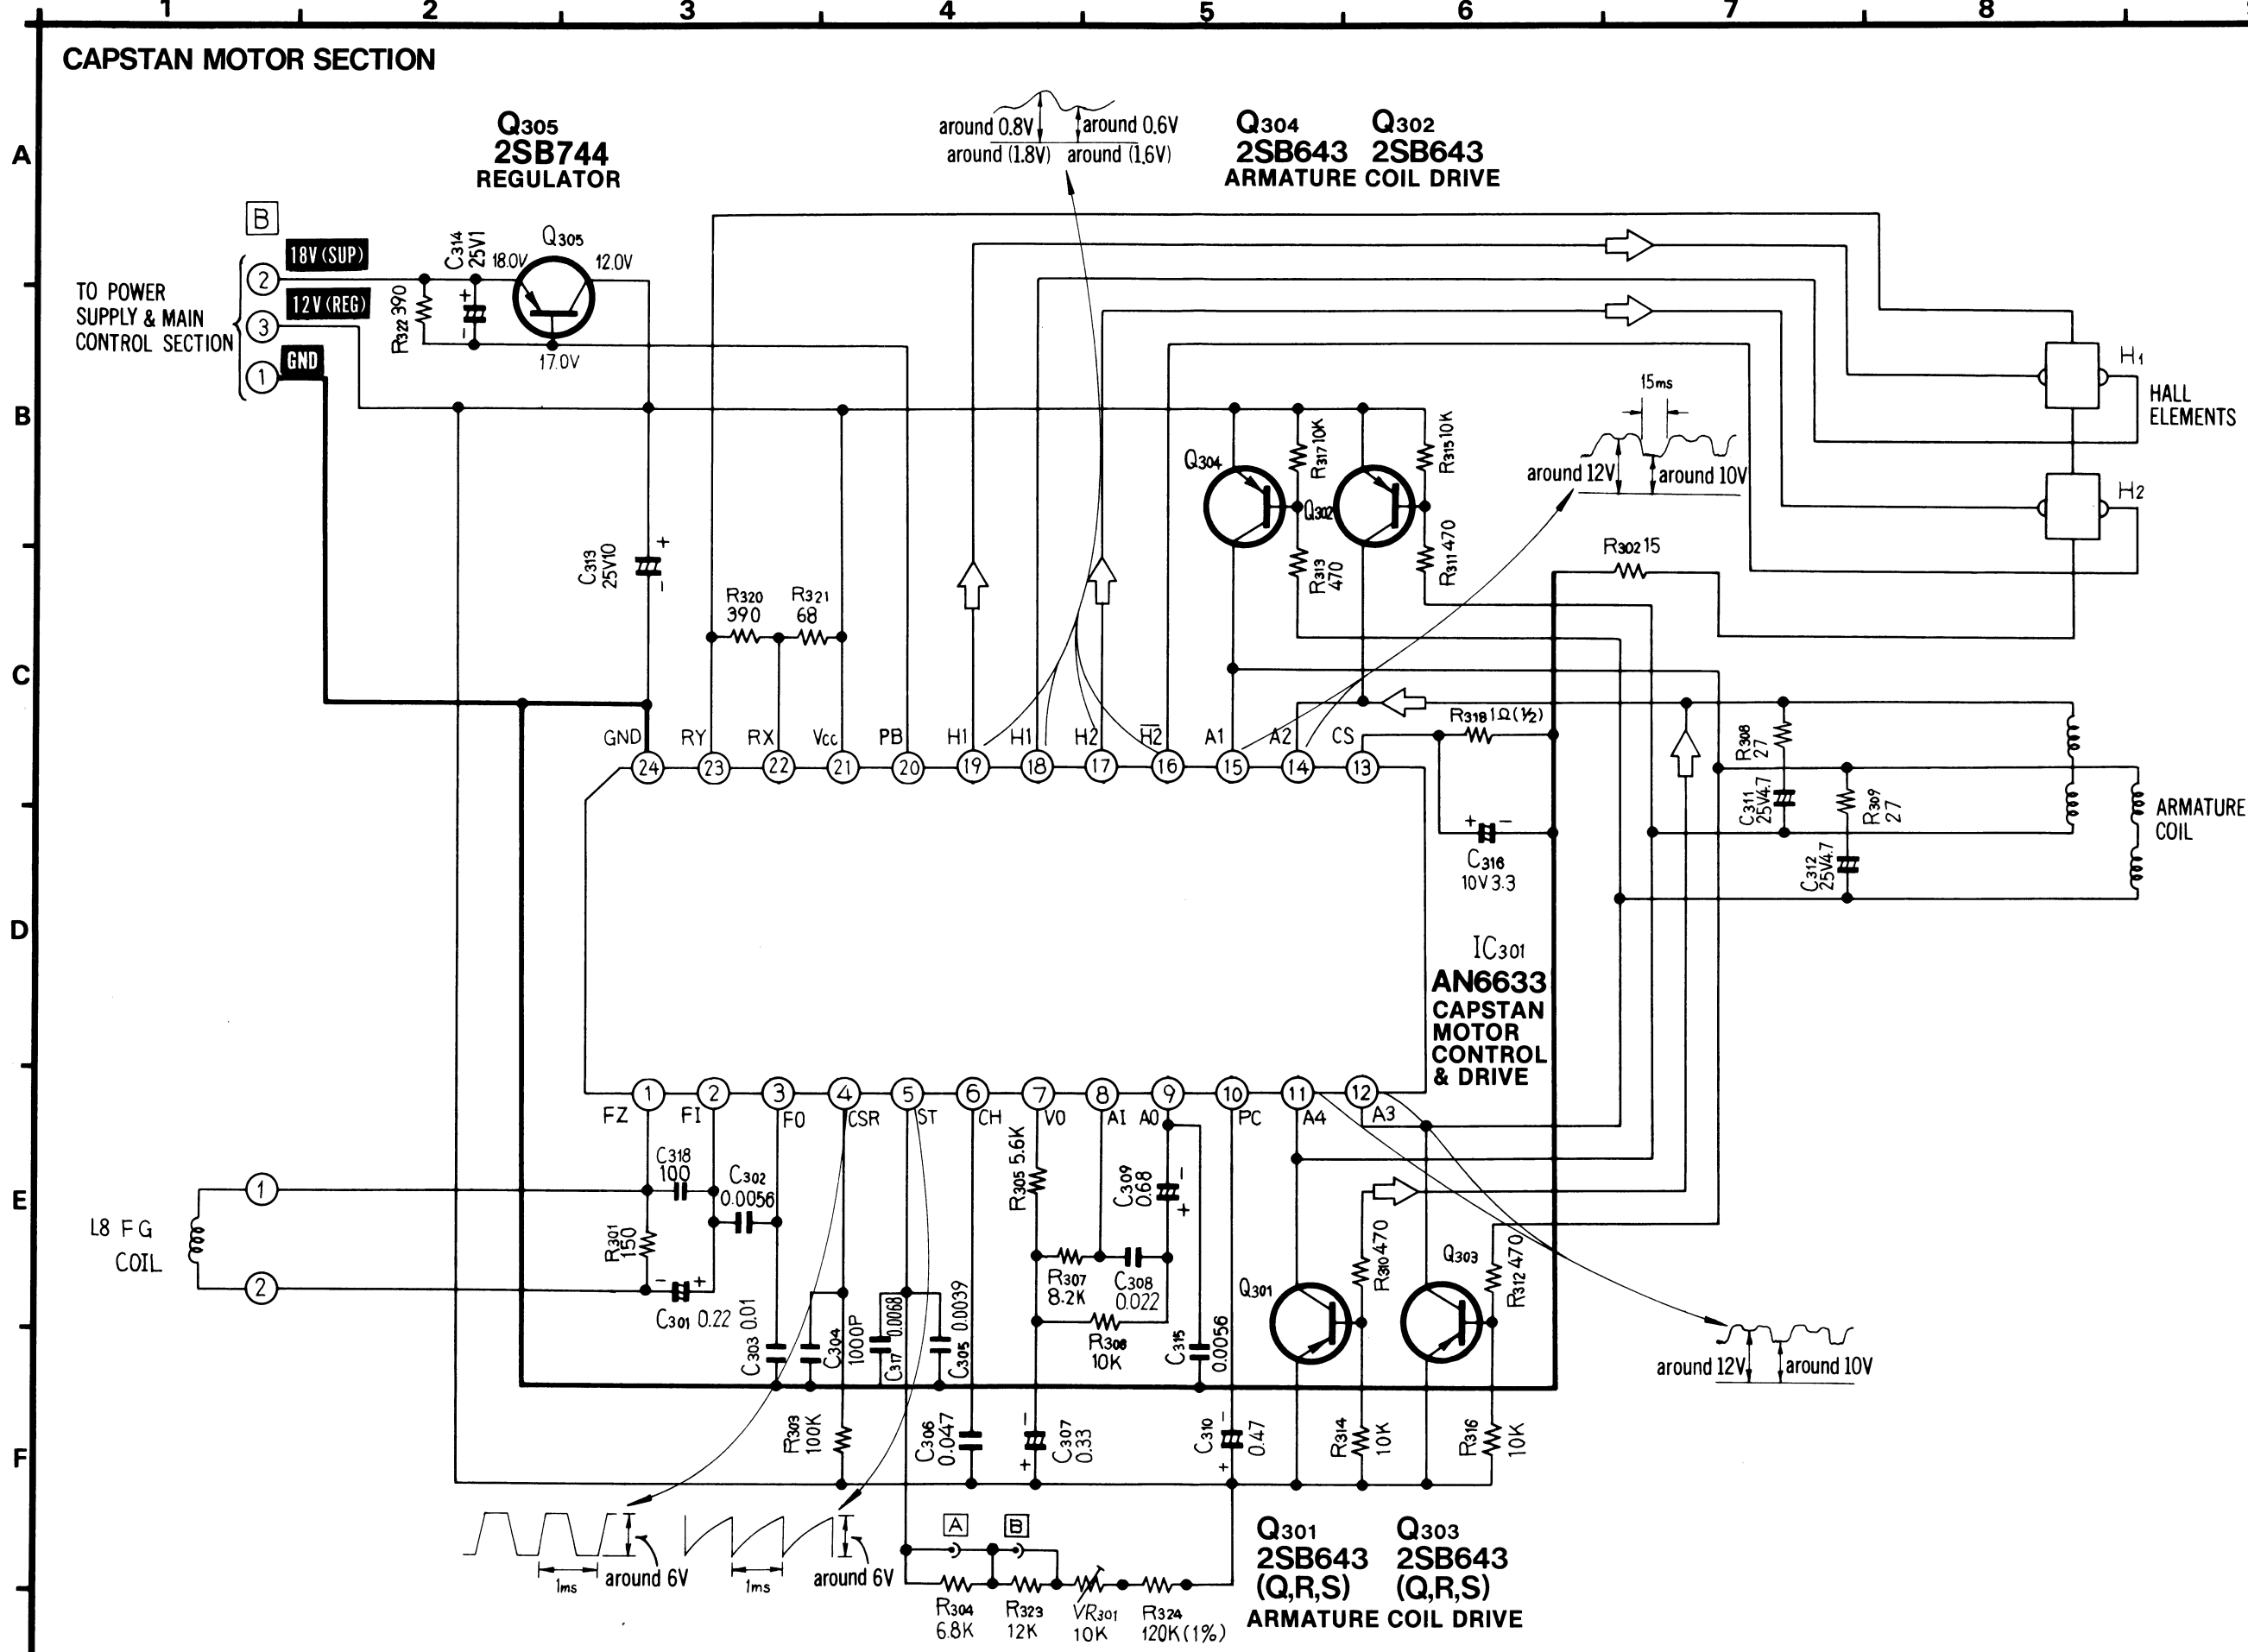 1 2 3 4 5 6 7 8
CAPSTAN MOTOR SECTION
A
B
C
D
E
F
Q305
2SB744
REGULATOR
around 0.8V
around 0.6V
around (1.8V) around (1.6V)
Q304 Q302
2SB643 2SB643
ARMATURE COIL DRIVE
B
18V (SUP)
12V (REG)
GND
2
3
1
TO POWER
SUPPLY & MAIN
CONTROL SECTION
R322 390
C314
25V1
+
-
Q305
18.0V
12.0V
17.0V
C313
25V10
+
-
R320
390
R321
68
Q304
R317 10K
Q302
R315 10K
R313
470
R311 470
15ms
around 12V
around 10V
H1
HALL
ELEMENTS
H2
R302 15
R318 1Ω (1/2)
GND RY RX Vcc PB H1 H1 H2 H2 A1 A2 CS
24 23 22 21 20 19 18 17 16 15 14 13
+ -
C316
10V 3.3
R308
27
C311
25V4.7
R309
27
C312
25V4.7
ARMATURE
COIL
IC301
AN6633
CAPSTAN
MOTOR
CONTROL
& DRIVE
1 2 3 4 5 6 7 8 9 10 11 12
FZ FI FO CSR ST CH VO AI AO PC A4 A3
1
2
L8 FG
COIL
C318
100
C302
0.0056
R301
150
- +
C301 0.22
C303 0.01
C304
1000P
C317 0.0068
C305 0.0039
R305 5.6K
R307
8.2K
C308
0.022
C309
0.68
-
+
R306
10K
C315
0.0056
Q301
R310 470
Q303
R312 470
around 12V
around 10V
R303
100K
C306
0.047
-
+
C307
0.33
C310
-
+
0.47
R314
10K
R316
10K
1ms
around 6V
1ms
around 6V
A
B
R304
6.8K
R323
12K
VR301
10K
R324
120K (1%)
Q301 Q303
2SB643 2SB643
(Q,R,S) (Q,R,S)
ARMATURE COIL DRIVE